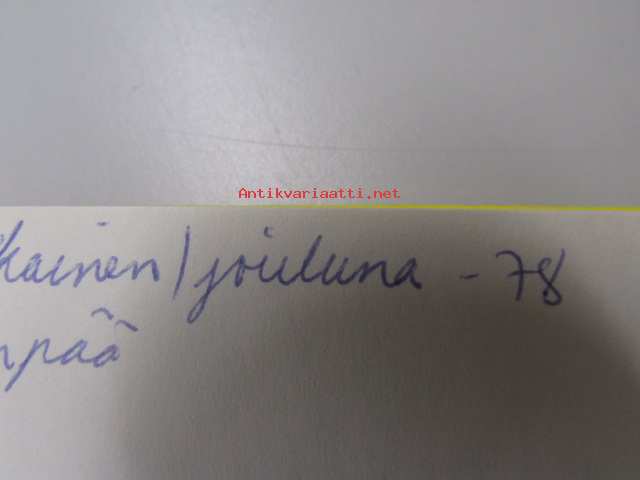 Antikvariaatti.net
kainen/jouluna -78
npää